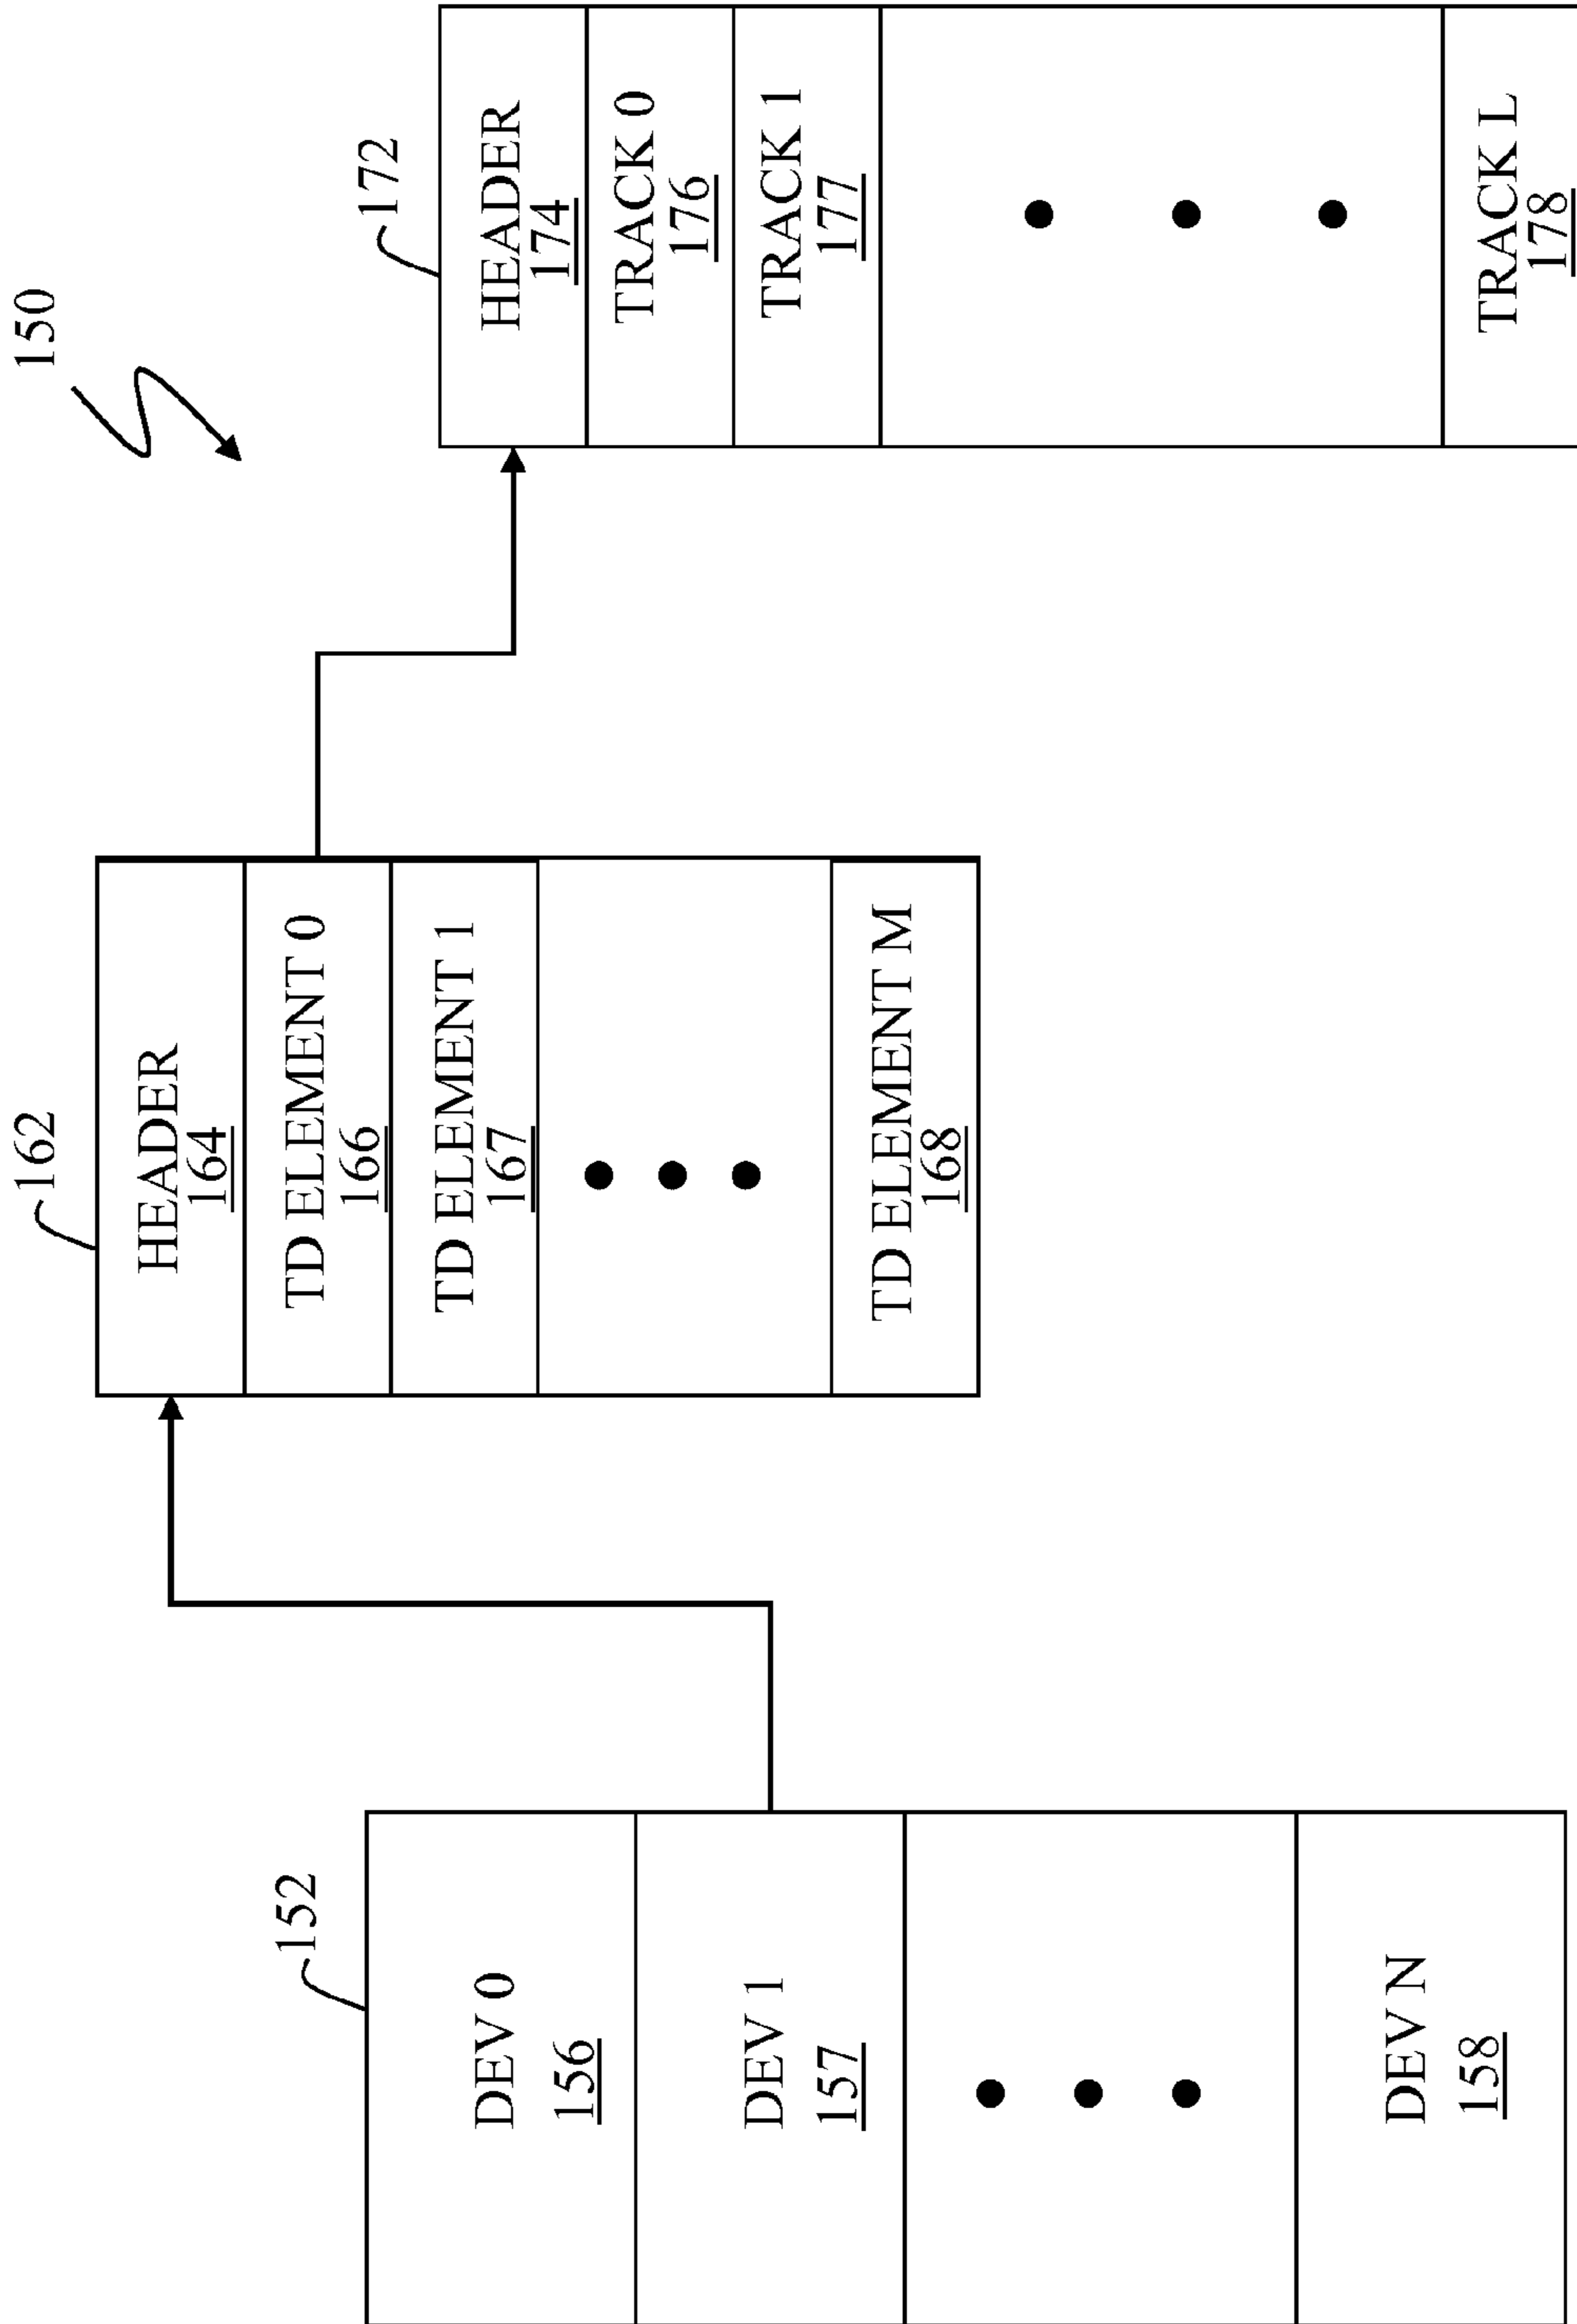 150
152
DEV 0
156
DEV 1
157
DEV N
158
162
HEADER
164
TD ELEMENT 0
166
TD ELEMENT 1
167
TD ELEMENT M
168
172
HEADER
174
TRACK 0
176
TRACK 1
177
TRACK L
178